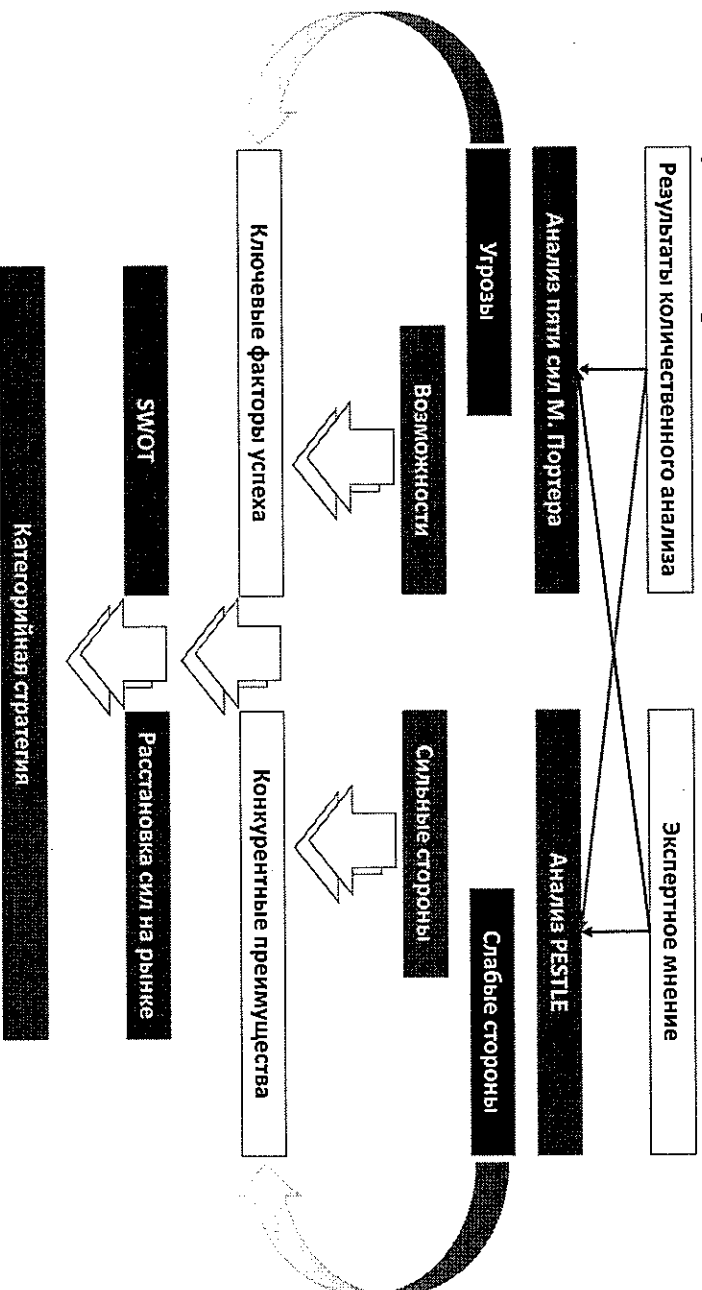 Результаты количественного анализа
Экспертное мнение
Анализ пяти сил М. Портера
Анализ PESTLE
Угрозы
Слабые стороны
Возможности
Сильные стороны
Ключевые факторы успеха
Конкурентные преимущества
SWOT
Расстановка сил на рынке
Категорийная стратегия